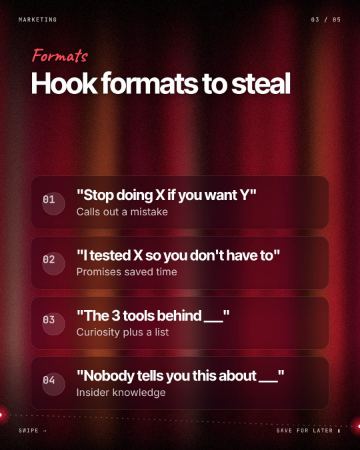 MARKETING
03 / 05
Formats
Hook formats to steal
01
"Stop doing X if you want Y"
Calls out a mistake
02
"I tested X so you don't have to"
Promises saved time
03
"The 3 tools behind ___"
Curiosity plus a list
04
"Nobody tells you this about ___"
Insider knowledge
SWIPE →
SAVE FOR LATER